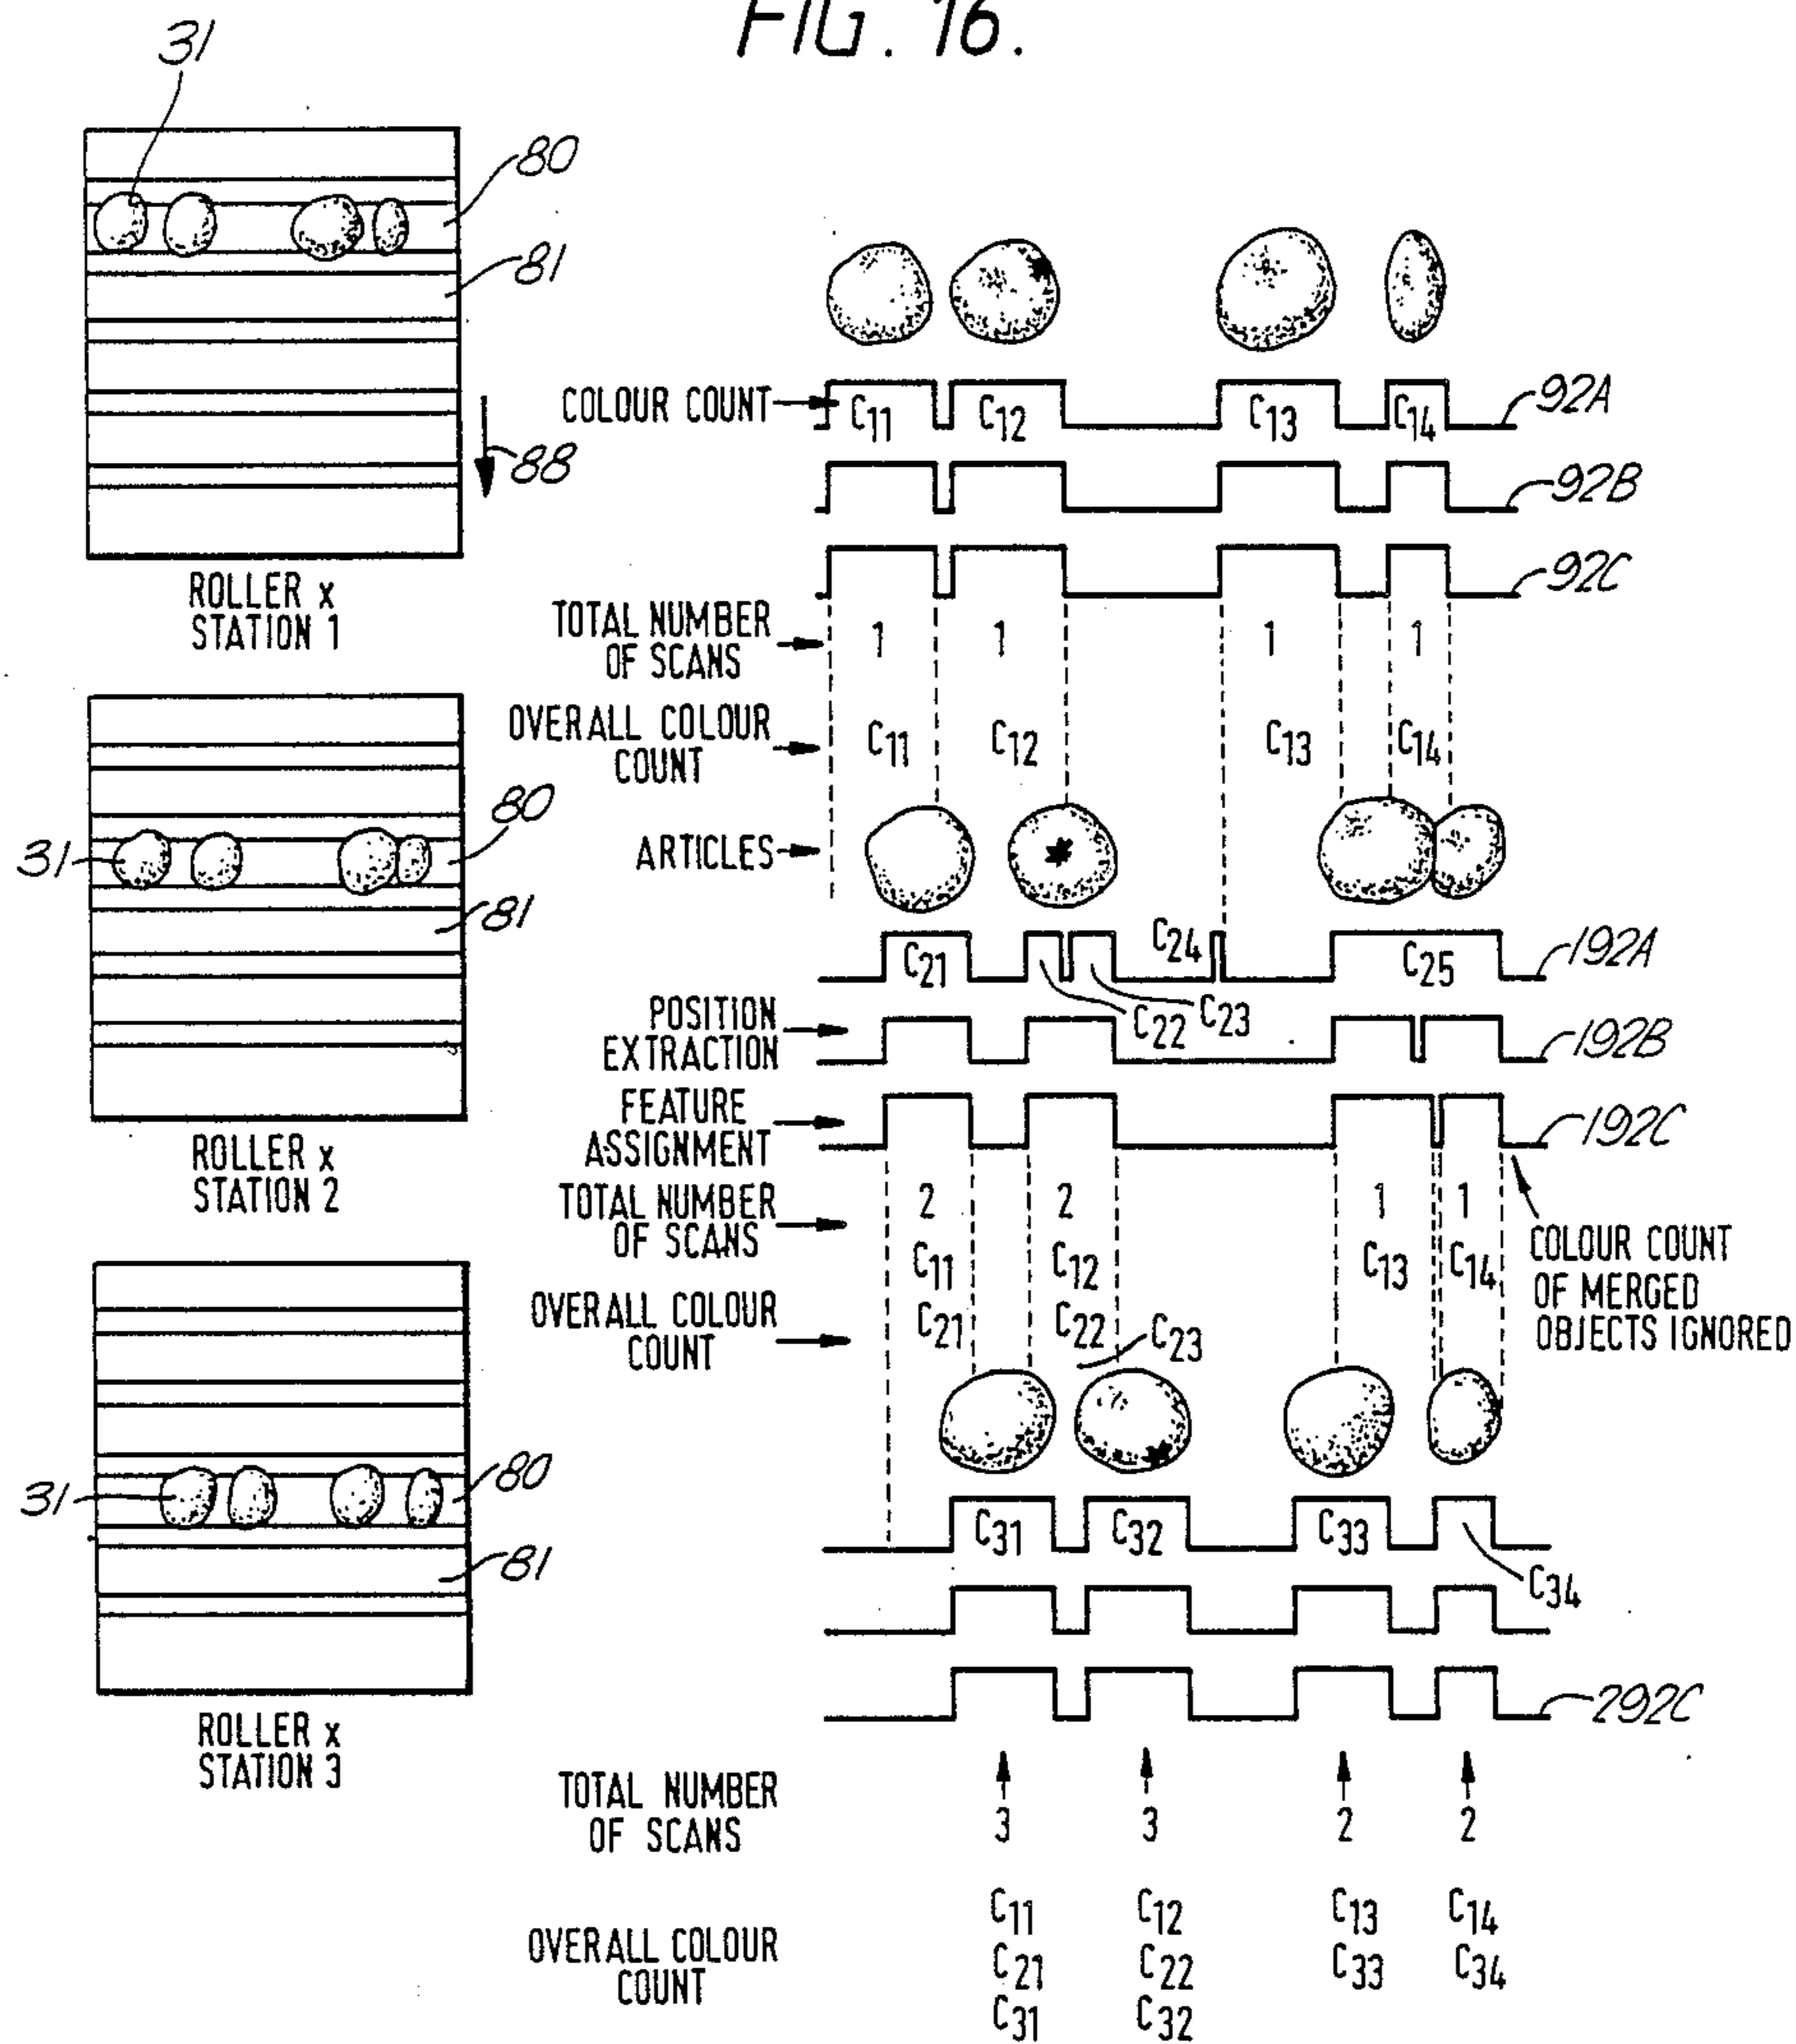 FIG. 16.
31
80
81
88
ROLLER x
STATION 1
COLOUR COUNT
C11
C12
C13
C14
92A
92B
92C
TOTAL NUMBER
OF SCANS
1
1
1
1
OVERALL COLOUR
COUNT
C11
C12
C13
C14
31
80
81
ROLLER x
STATION 2
ARTICLES
C21
C22
C23
C24
C25
192A
POSITION
EXTRACTION
192B
FEATURE
ASSIGNMENT
192C
TOTAL NUMBER
OF SCANS
2
2
1
1
COLOUR COUNT
OF MERGED
OBJECTS IGNORED
OVERALL COLOUR
COUNT
C11
C12
C13
C14
C21
C22
C23
31
80
81
ROLLER x
STATION 3
C31
C32
C33
C34
292C
TOTAL NUMBER
OF SCANS
3
3
2
2
OVERALL COLOUR
COUNT
C11
C12
C13
C14
C21
C22
C33
C34
C31
C32